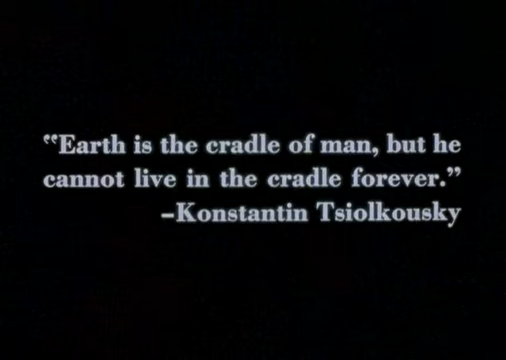 “Earth is the cradle of man, but he
cannot live in the cradle forever.”
–Konstantin Tsiolkousky